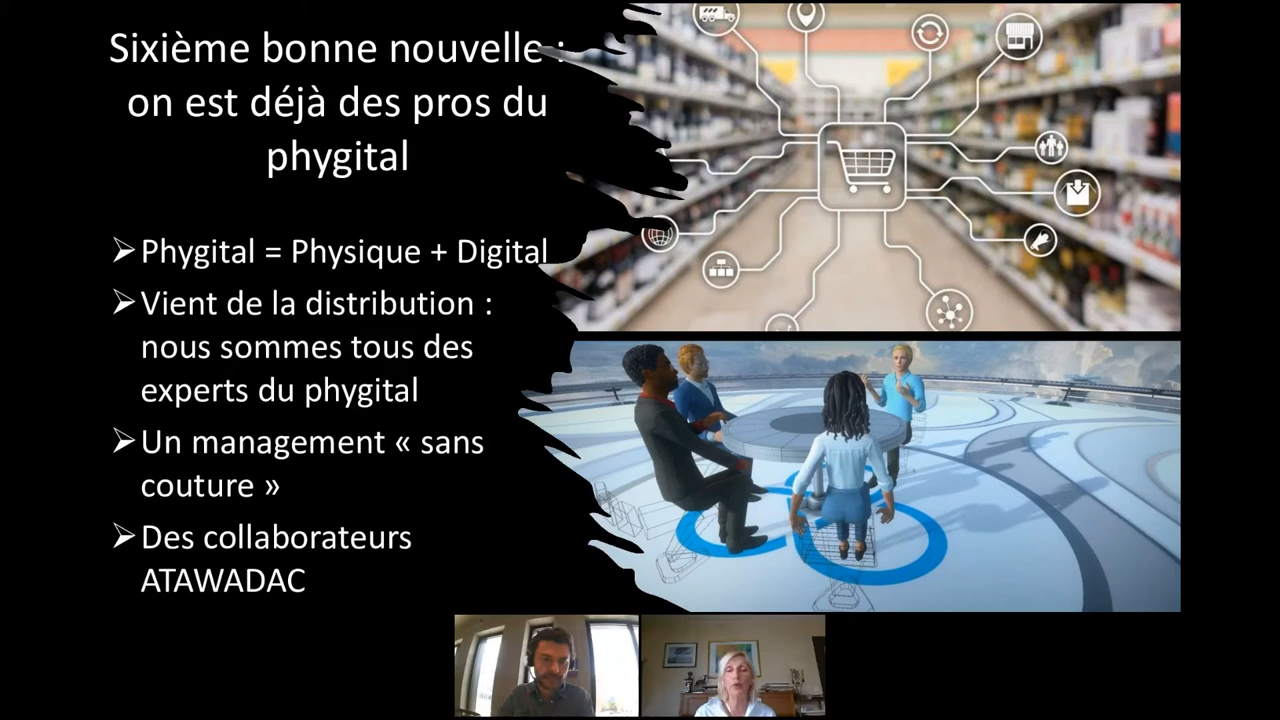 Sixième bonne nouvelle :
on est déjà des pros du
phygital
➢Phygital = Physique + Digital
➢Vient de la distribution :
nous sommes tous des
experts du phygital
➢Un management « sans
couture »
➢Des collaborateurs
ATAWADAC